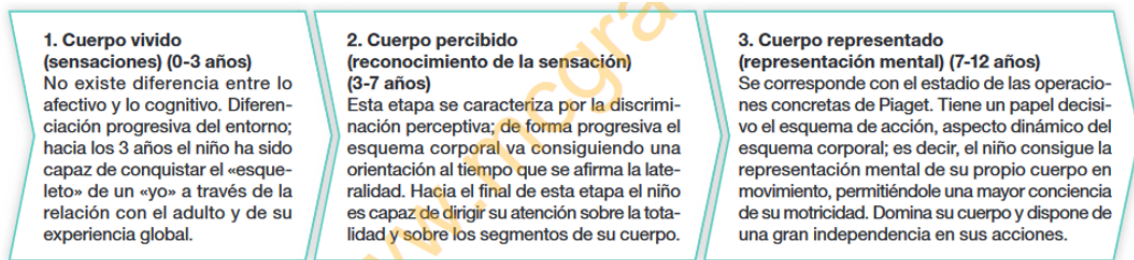 1. Cuerpo vivido
(sensaciones) (0-3 años)
No existe diferencia entre lo
afectivo y lo cognitivo. Diferen-
ciación progresiva del entorno;
hacia los 3 años el niño ha sido
capaz de conquistar el «esque-
leto» de un «yo» a través de la
relación con el adulto y de su
experiencia global.
2. Cuerpo percibido
(reconocimiento de la sensación)
(3-7 años)
Esta etapa se caracteriza por la discrimi-
nación perceptiva; de forma progresiva el
esquema corporal va consiguiendo una
orientación al tiempo que se afirma la late-
ralidad. Hacia el final de esta etapa el niño
es capaz de dirigir su atención sobre la tota-
lidad y sobre los segmentos de su cuerpo.
3. Cuerpo representado
(representación mental) (7-12 años)
Se corresponde con el estadio de las operacio-
nes concretas de Piaget. Tiene un papel decisi-
vo el esquema de acción, aspecto dinámico del
esquema corporal; es decir, el niño consigue la
representación mental de su propio cuerpo en
movimiento, permitiéndole una mayor conciencia
de su motricidad. Domina su cuerpo y dispone de
una gran independencia en sus acciones.
www.mcgra